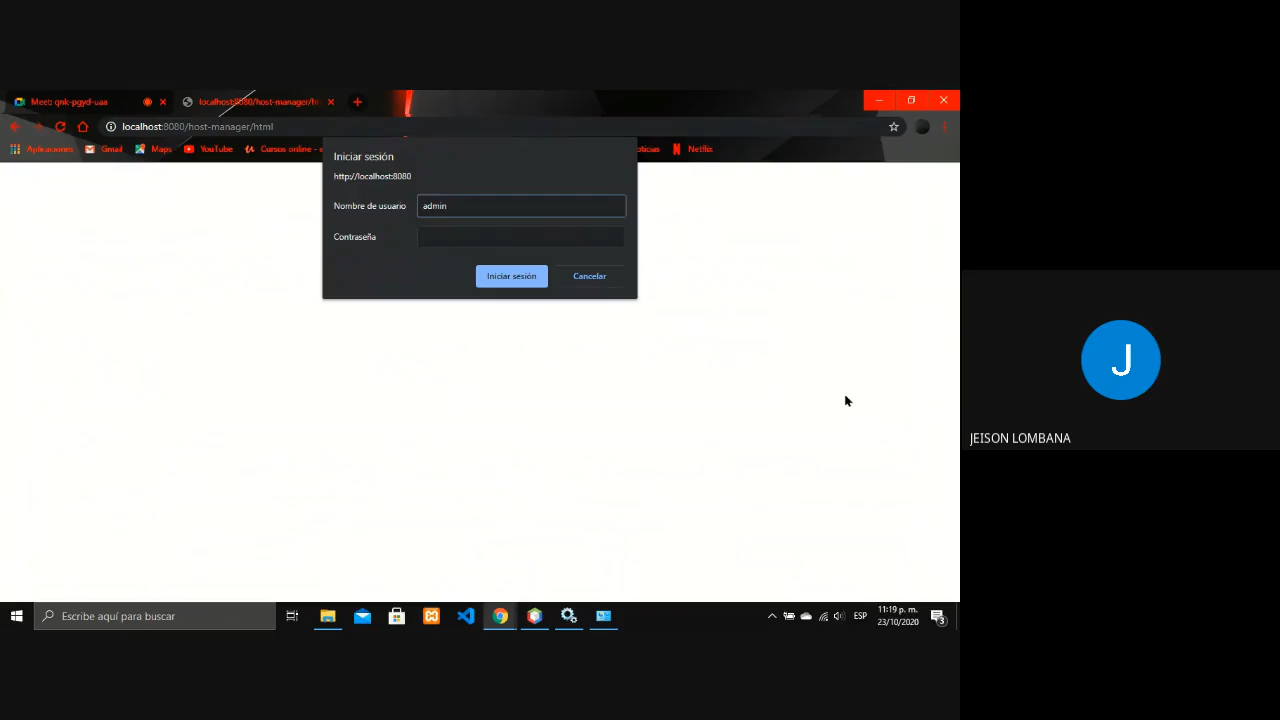 Meet: qnk-pgyd-uaa
localhost:8080/host-manager/h
localhost:8080/host-manager/html
Aplicaciones Gmail Maps YouTube Cursos online - oticias Netflix
Iniciar sesión
http://localhost:8080
Nombre de usuario admin
Contraseña
Iniciar sesión Cancelar
J
JEISON LOMBANA
Escribe aquí para buscar
ESP
11:19 p. m.
23/10/2020
3